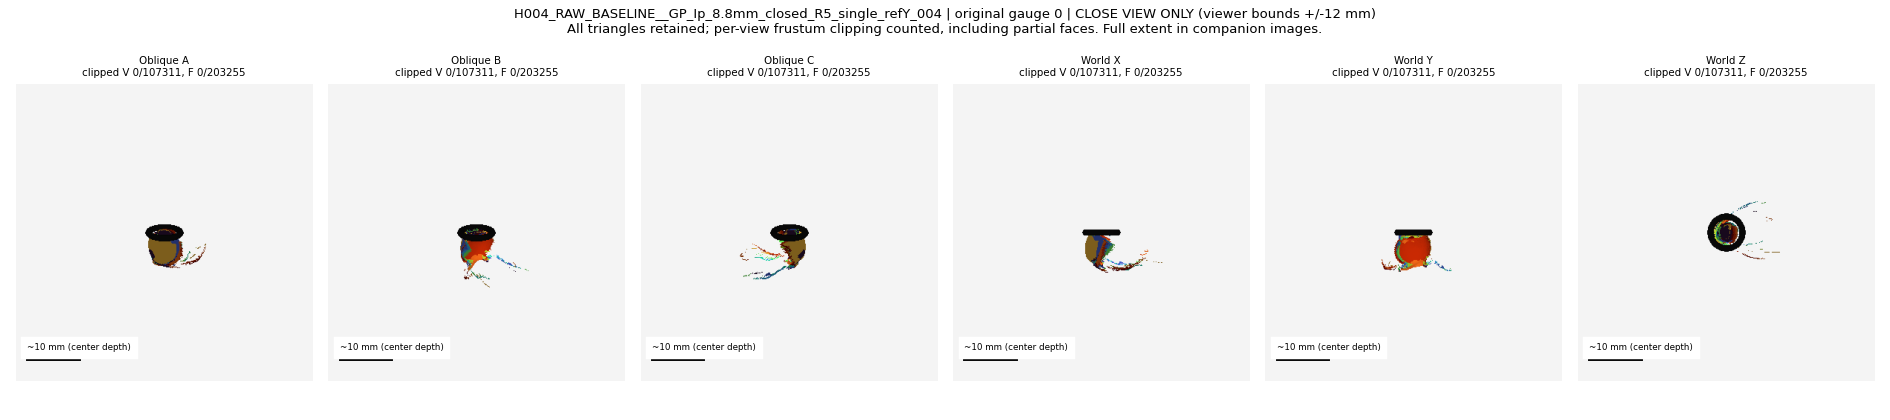 H004_RAW_BASELINE__GP_Ip_8.8mm_closed_R5_single_refY_004 | original gauge 0 | CLOSE VIEW ONLY (viewer bounds +/-12 mm)
All triangles retained; per-view frustum clipping counted, including partial faces. Full extent in companion images.
Oblique A
clipped V 0/107311, F 0/203255
Oblique B
clipped V 0/107311, F 0/203255
Oblique C
clipped V 0/107311, F 0/203255
World X
clipped V 0/107311, F 0/203255
World Y
clipped V 0/107311, F 0/203255
World Z
clipped V 0/107311, F 0/203255
~10 mm (center depth)
~10 mm (center depth)
~10 mm (center depth)
~10 mm (center depth)
~10 mm (center depth)
~10 mm (center depth)